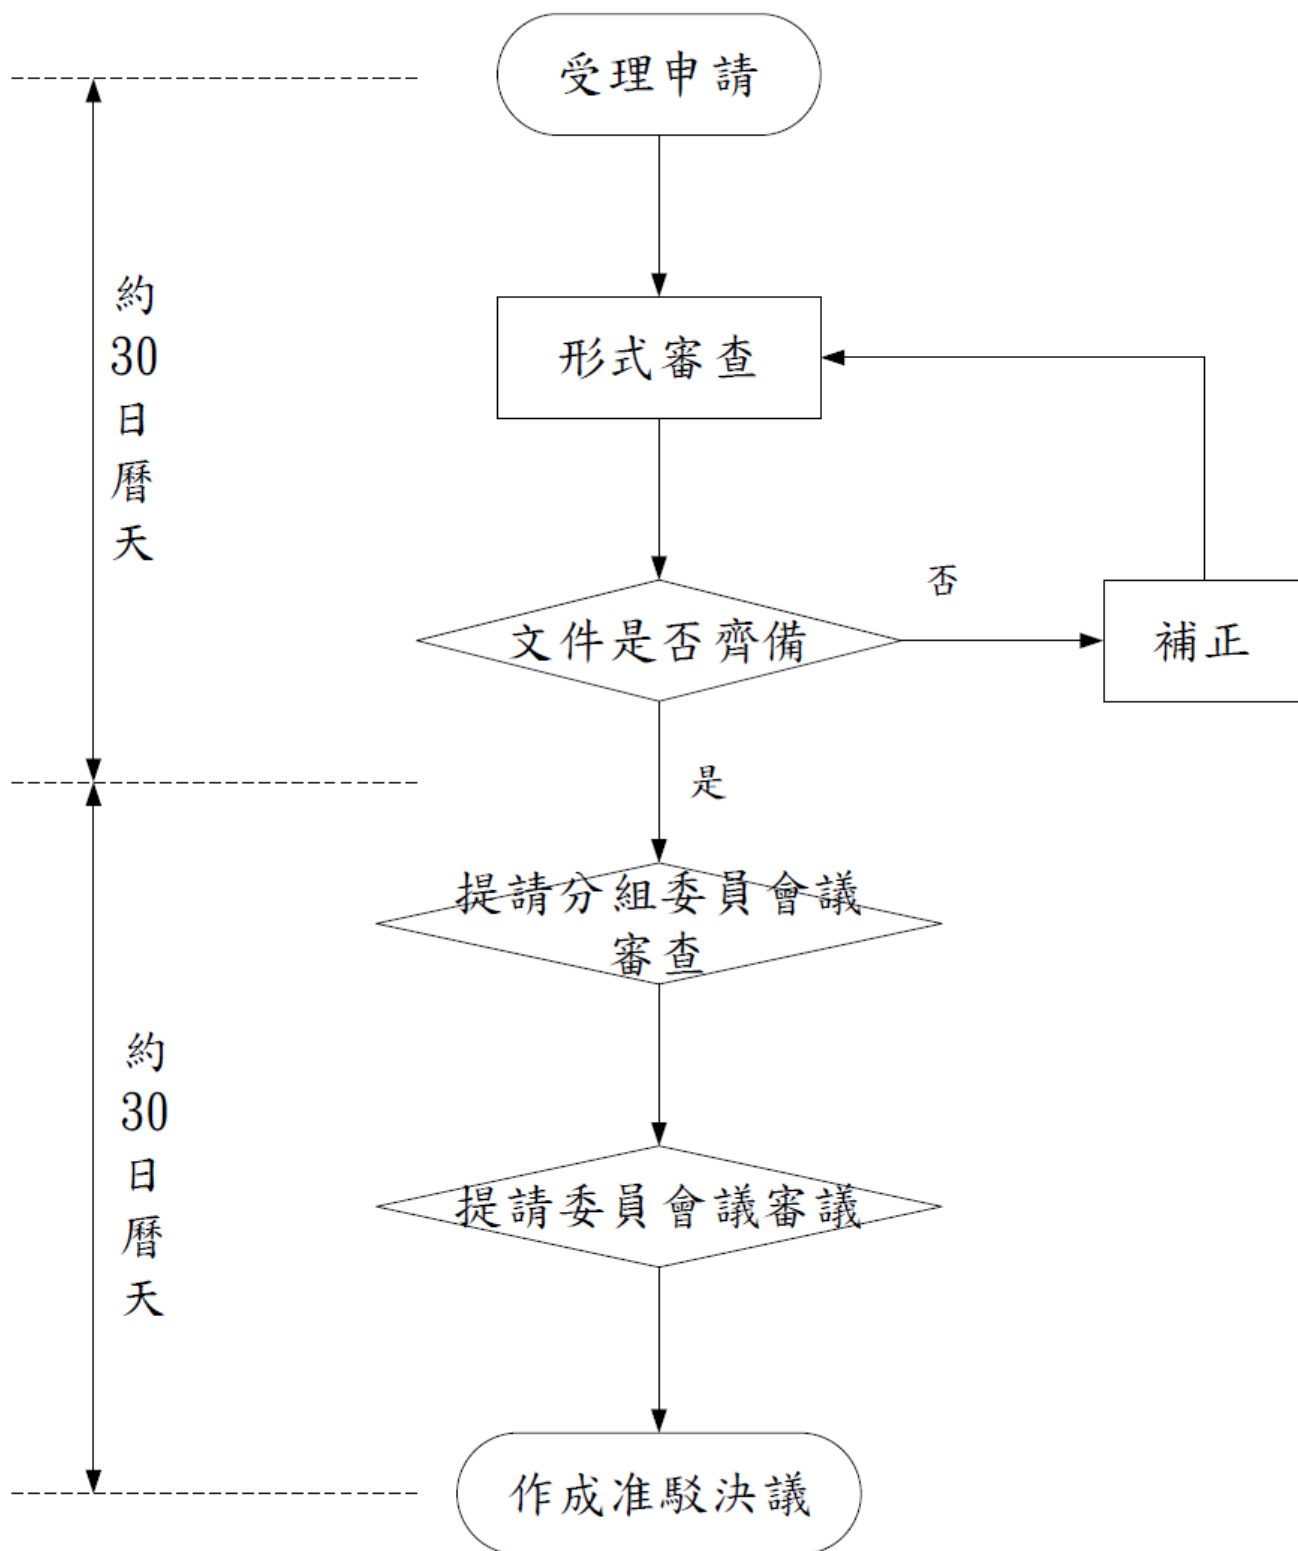 受理申請
約
30
日
曆
天
形式審查
文件是否齊備
否
補正
是
提請分組委員會議
審查
約
30
日
曆
天
提請委員會議審議
作成准駁決議